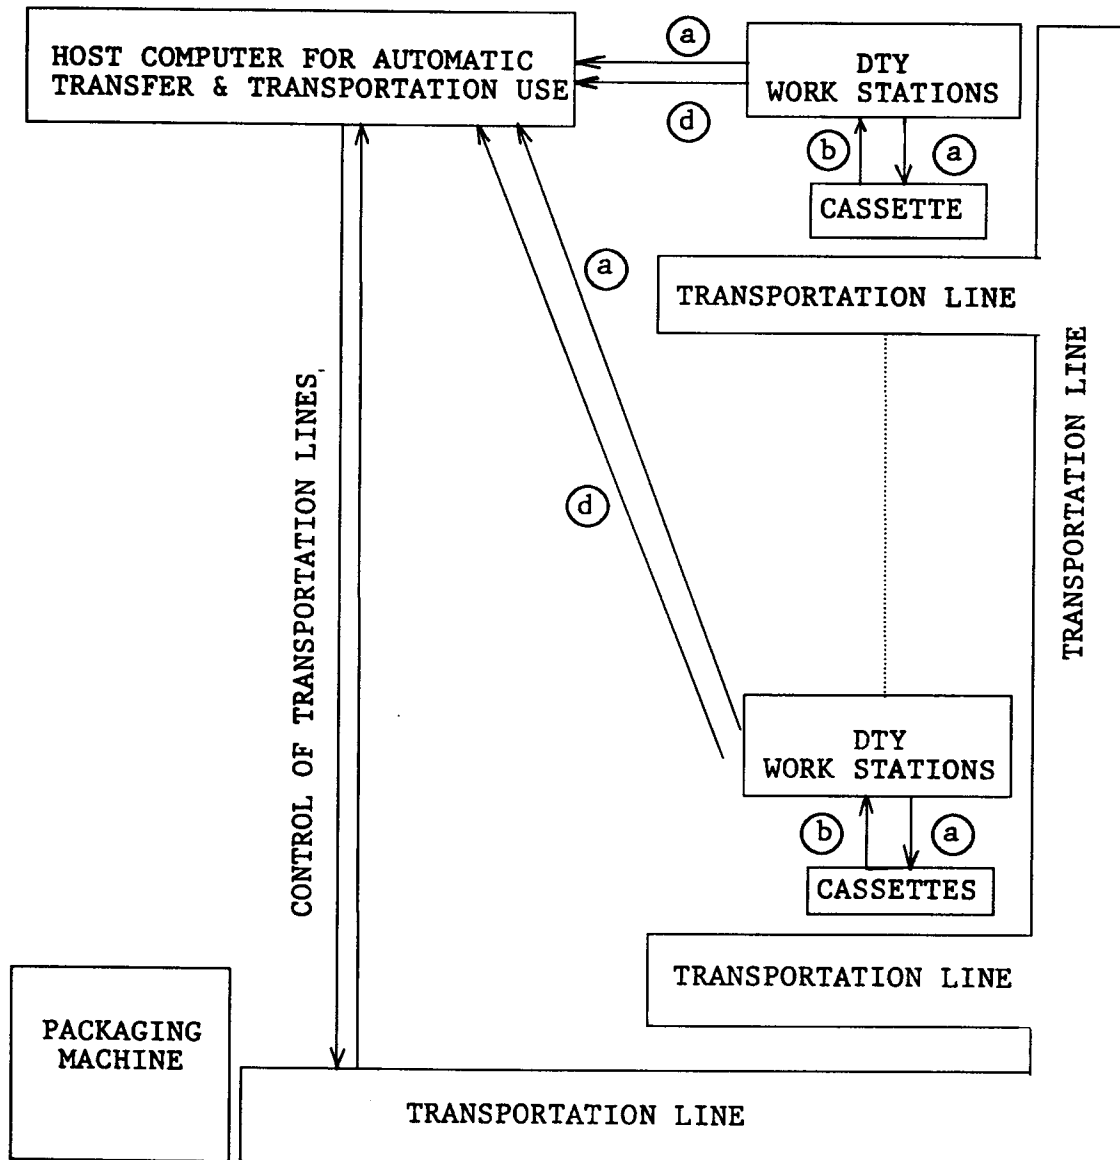 HOST COMPUTER FOR AUTOMATIC
TRANSFER & TRANSPORTATION USE
a
d
DTY
WORK STATIONS
b
a
CASSETTE
TRANSPORTATION LINE
a
d
CONTROL OF TRANSPORTATION LINES
TRANSPORTATION LINE
DTY
WORK STATIONS
b
a
CASSETTES
TRANSPORTATION LINE
PACKAGING
MACHINE
TRANSPORTATION LINE